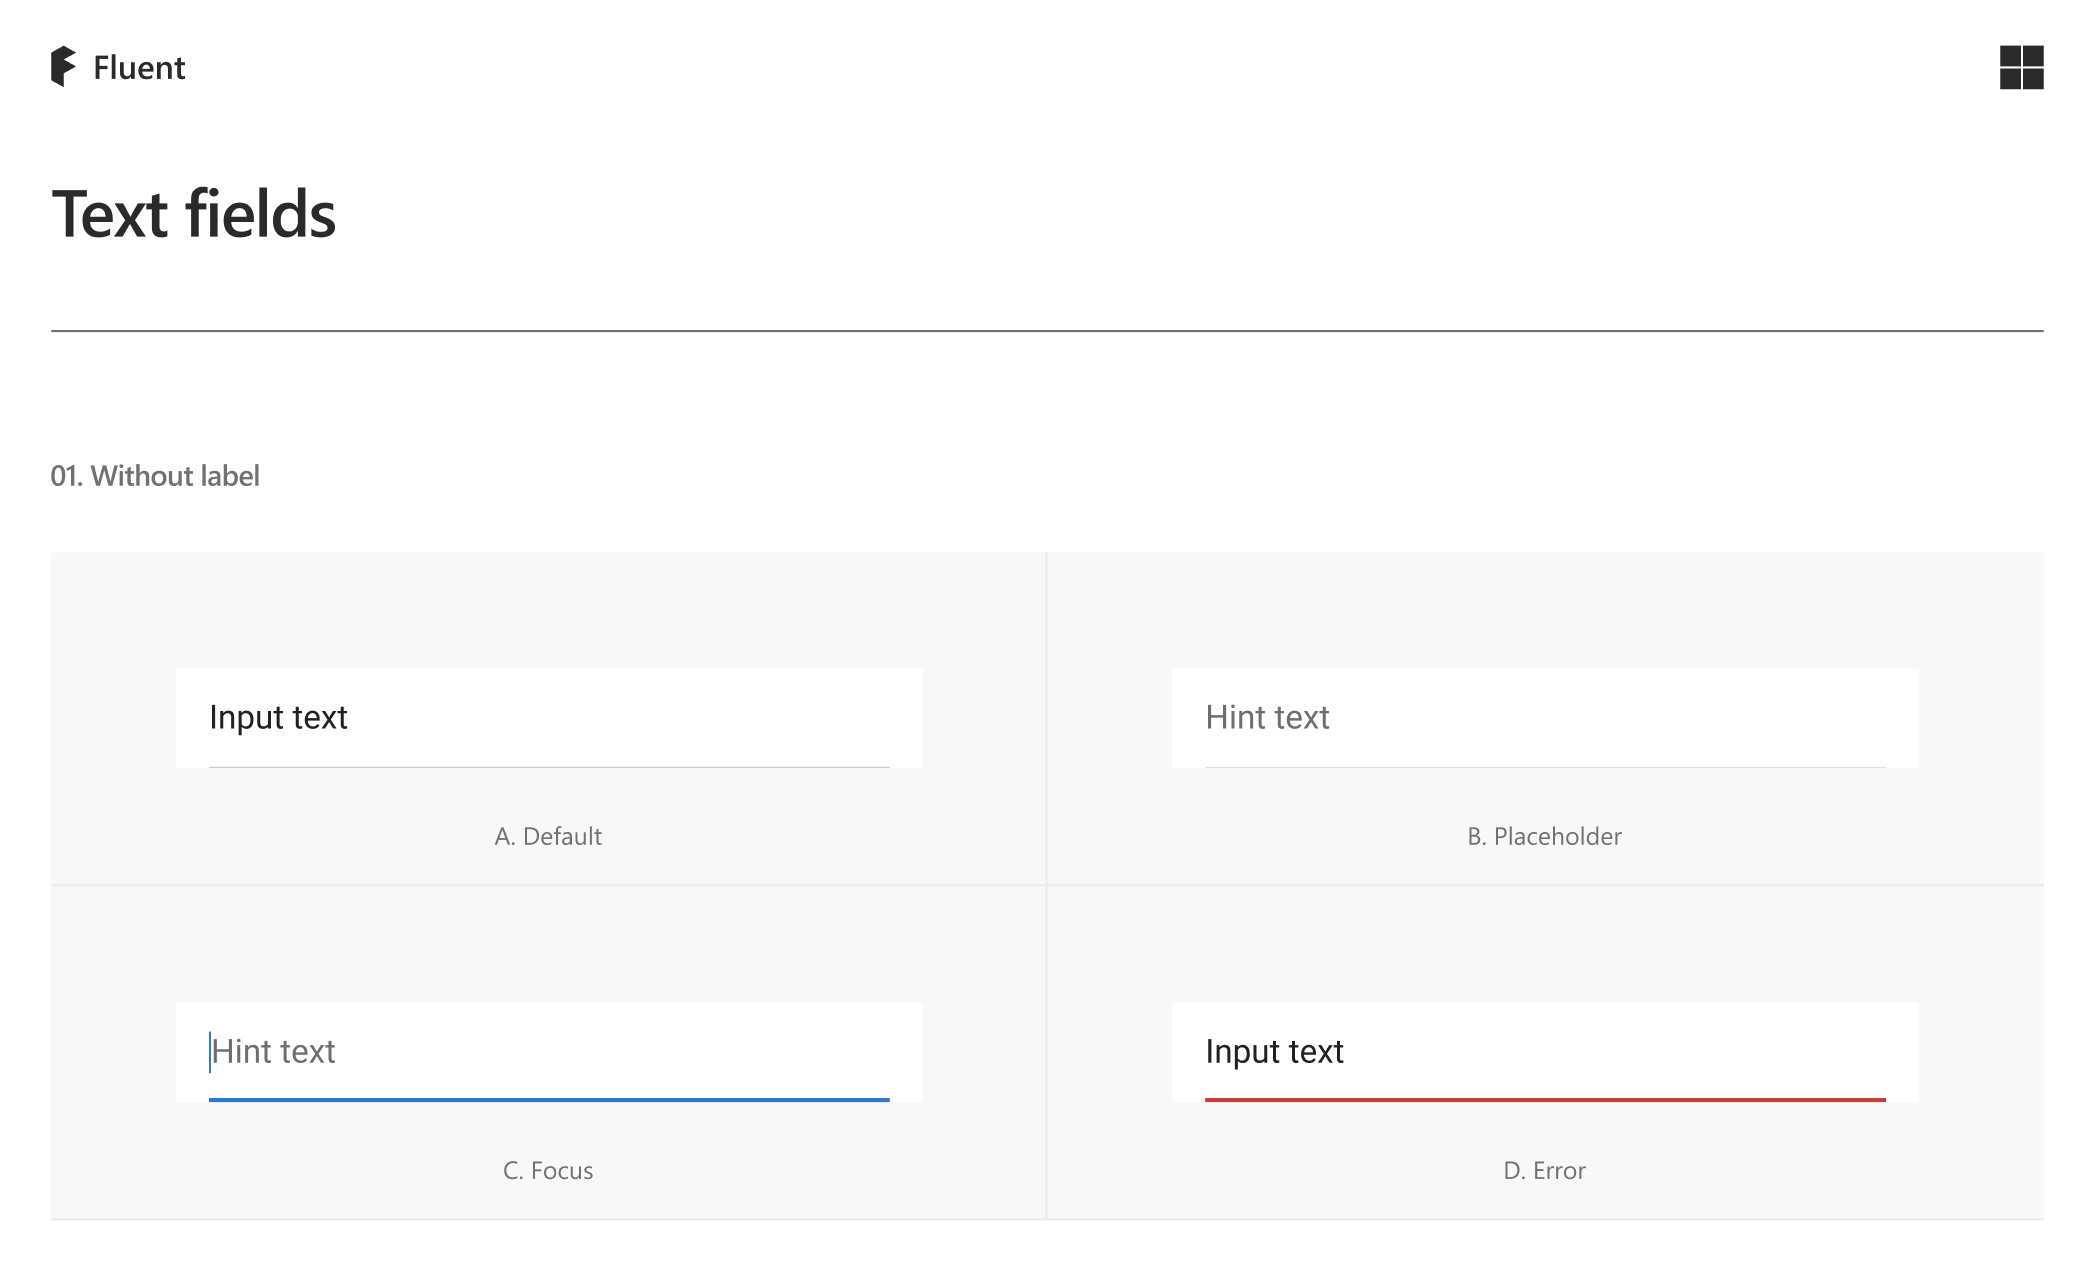 Fluent
Text fields
01. Without label
Input text
Hint text
A. Default
B. Placeholder
Hint text
Input text
C. Focus
D. Error